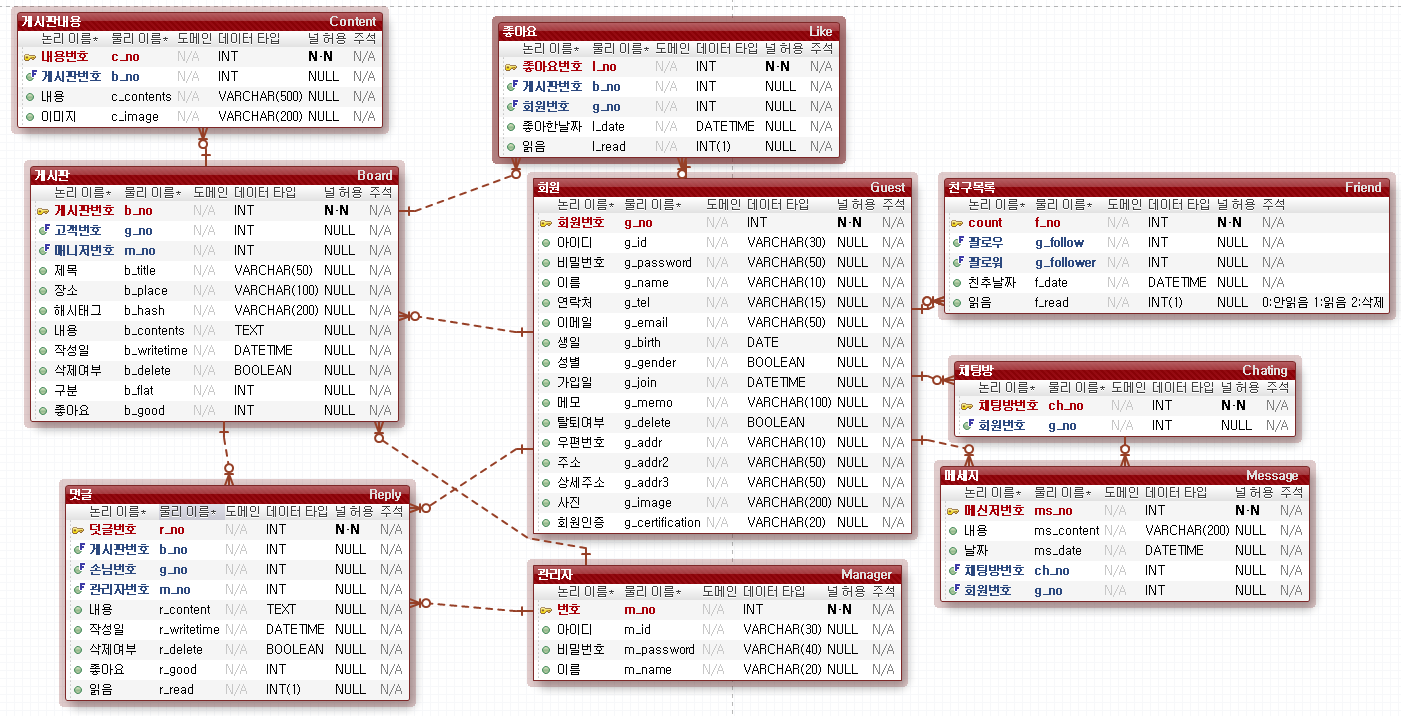 게시판내용 Content
논리 이름* 물리 이름* 도메인 데이터 타입 널 허용 주석
내용번호 c_no N/A INT N-N N/A
게시판번호 b_no N/A INT NULL N/A
내용 c_contents N/A VARCHAR(500) NULL N/A
이미지 c_image N/A VARCHAR(200) NULL N/A
좋아요 Like
논리 이름* 물리 이름* 도메인 데이터 타입 널 허용 주석
좋아요번호 l_no N/A INT N-N N/A
게시판번호 b_no N/A INT NULL N/A
회원번호 g_no N/A INT NULL N/A
좋아한날짜 l_date N/A DATETIME NULL N/A
읽음 l_read N/A INT(1) NULL N/A
게시판 Board
논리 이름* 물리 이름* 도메인 데이터 타입 널 허용 주석
게시판번호 b_no N/A INT N-N N/A
고객번호 g_no N/A INT NULL N/A
매니저번호 m_no N/A INT NULL N/A
제목 b_title N/A VARCHAR(50) NULL N/A
장소 b_place N/A VARCHAR(100) NULL N/A
해시태그 b_hash N/A VARCHAR(200) NULL N/A
내용 b_contents N/A TEXT NULL N/A
작성일 b_writetime N/A DATETIME NULL N/A
삭제여부 b_delete N/A BOOLEAN NULL N/A
구분 b_flat N/A INT NULL N/A
좋아요 b_good N/A INT NULL N/A
회원 Guest
논리 이름* 물리 이름* 도메인 데이터 타입 널 허용 주석
회원번호 g_no N/A INT N-N N/A
아이디 g_id N/A VARCHAR(30) NULL N/A
비밀번호 g_password N/A VARCHAR(50) NULL N/A
이름 g_name N/A VARCHAR(10) NULL N/A
연락처 g_tel N/A VARCHAR(15) NULL N/A
이메일 g_email N/A VARCHAR(50) NULL N/A
생일 g_birth N/A DATE NULL N/A
성별 g_gender N/A BOOLEAN NULL N/A
가입일 g_join N/A DATETIME NULL N/A
메모 g_memo N/A VARCHAR(100) NULL N/A
탈퇴여부 g_delete N/A BOOLEAN NULL N/A
우편번호 g_addr N/A VARCHAR(10) NULL N/A
주소 g_addr2 N/A VARCHAR(50) NULL N/A
상세주소 g_addr3 N/A VARCHAR(50) NULL N/A
사진 g_image N/A VARCHAR(200) NULL N/A
회원인증 g_certification N/A VARCHAR(20) NULL N/A
친구목록 Friend
논리 이름* 물리 이름* 도메인 데이터 타입 널 허용 주석
count f_no N/A INT N-N N/A
팔로우 g_follow N/A INT NULL N/A
팔로워 g_follower N/A INT NULL N/A
친추날짜 f_date N/A DATETIME NULL N/A
읽음 f_read N/A INT(1) NULL 0:안읽음 1:읽음 2:삭제
채팅방 Chating
논리 이름* 물리 이름* 도메인 데이터 타입 널 허용 주석
채팅방번호 ch_no N/A INT N-N N/A
회원번호 g_no N/A INT NULL N/A
메세지 Message
논리 이름* 물리 이름* 도메인 데이터 타입 널 허용 주석
메신저번호 ms_no N/A INT N-N N/A
내용 ms_content N/A VARCHAR(200) NULL N/A
날짜 ms_date N/A DATETIME NULL N/A
채팅방번호 ch_no N/A INT NULL N/A
회원번호 g_no N/A INT NULL N/A
댓글 Reply
논리 이름* 물리 이름* 도메인 데이터 타입 널 허용 주석
덧글번호 r_no N/A INT N-N N/A
게시판번호 b_no N/A INT NULL N/A
손님번호 g_no N/A INT NULL N/A
관리자번호 m_no N/A INT NULL N/A
내용 r_content N/A TEXT NULL N/A
작성일 r_writetime N/A DATETIME NULL N/A
삭제여부 r_delete N/A BOOLEAN NULL N/A
좋아요 r_good N/A INT NULL N/A
읽음 r_read N/A INT(1) NULL N/A
관리자 Manager
논리 이름* 물리 이름* 도메인 데이터 타입 널 허용 주석
번호 m_no N/A INT N-N N/A
아이디 m_id N/A VARCHAR(30) NULL N/A
비밀번호 m_password N/A VARCHAR(40) NULL N/A
이름 m_name N/A VARCHAR(20) NULL N/A